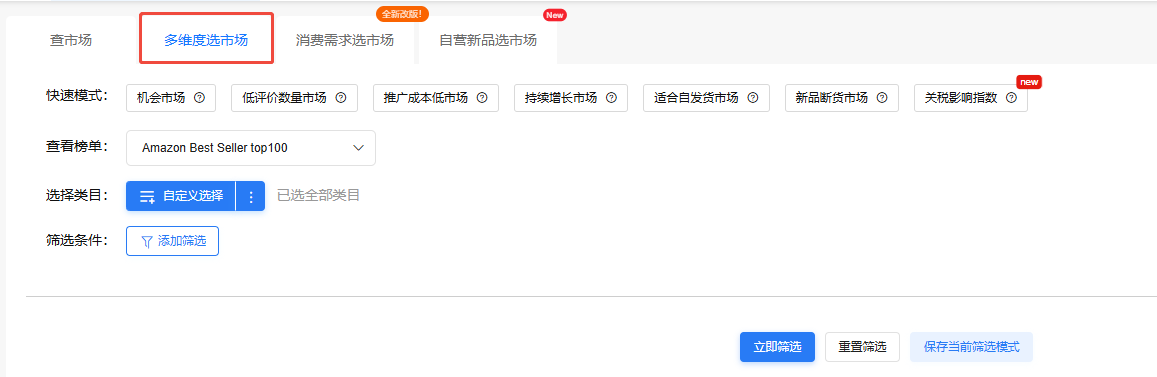 全新改版！
New
查市场 多维度选市场 消费需求选市场 自营新品选市场
new
快速模式： 机会市场 低评价数量市场 推广成本低市场 持续增长市场 适合自发货市场 新品断货市场 关税影响指数
查看榜单： Amazon Best Seller top100
选择类目： 自定义选择 已选全部类目
筛选条件： 添加筛选
立即筛选 重置筛选 保存当前筛选模式